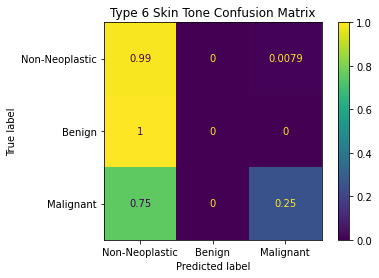 Type 6 Skin Tone Confusion Matrix
True label
Non-Neoplastic 0.99 0 0.0079
Benign 1 0 0
Malignant 0.75 0 0.25
Non-Neoplastic Benign Malignant
Predicted label
1.0
0.8
0.6
0.4
0.2
0.0